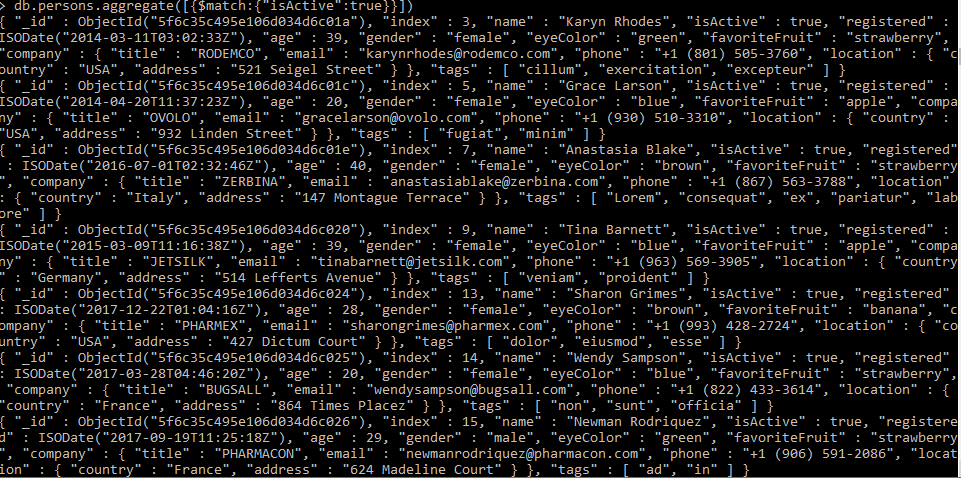 > db.persons.aggregate([{$match:{"isActive":true}}])
{ "_id" : ObjectId("5f6c35c495e106d034d6c01a"), "index" : 3, "name" : "Karyn Rhodes", "isActive" : true, "registered" :
ISODate("2014-03-11T03:02:33Z"), "age" : 39, "gender" : "female", "eyeColor" : "green", "favoriteFruit" : "strawberry",
"company" : { "title" : "RODEMCO", "email" : "karynrhodes@rodemco.com", "phone" : "+1 (801) 505-3760", "location" : { "c
ountry" : "USA", "address" : "521 Seigel Street" } }, "tags" : [ "cillum", "exercitation", "excepteur" ] }
{ "_id" : ObjectId("5f6c35c495e106d034d6c01c"), "index" : 5, "name" : "Grace Larson", "isActive" : true, "registered" :
ISODate("2014-04-20T11:37:23Z"), "age" : 20, "gender" : "female", "eyeColor" : "blue", "favoriteFruit" : "apple", "compa
ny" : { "title" : "OVOLO", "email" : "gracelarson@ovolo.com", "phone" : "+1 (930) 510-3310", "location" : { "country" :
"USA", "address" : "932 Linden Street" } }, "tags" : [ "fugiat", "minim" ] }
{ "_id" : ObjectId("5f6c35c495e106d034d6c01e"), "index" : 7, "name" : "Anastasia Blake", "isActive" : true, "registered"
: ISODate("2016-07-01T02:32:46Z"), "age" : 40, "gender" : "female", "eyeColor" : "brown", "favoriteFruit" : "strawberry
", "company" : { "title" : "ZERBINA", "email" : "anastasiablake@zerbina.com", "phone" : "+1 (867) 563-3788", "location"
: { "country" : "Italy", "address" : "147 Montague Terrace" } }, "tags" : [ "Lorem", "consequat", "ex", "pariatur", "lab
ore" ] }
{ "_id" : ObjectId("5f6c35c495e106d034d6c020"), "index" : 9, "name" : "Tina Barnett", "isActive" : true, "registered" :
ISODate("2015-03-09T11:16:38Z"), "age" : 39, "gender" : "female", "eyeColor" : "blue", "favoriteFruit" : "apple", "compa
ny" : { "title" : "JETSILK", "email" : "tinabarnett@jetsilk.com", "phone" : "+1 (963) 569-3905", "location" : { "country
" : "Germany", "address" : "514 Lefferts Avenue" } }, "tags" : [ "veniam", "proident" ] }
{ "_id" : ObjectId("5f6c35c495e106d034d6c024"), "index" : 13, "name" : "Sharon Grimes", "isActive" : true, "registered"
: ISODate("2017-12-22T01:04:16Z"), "age" : 28, "gender" : "female", "eyeColor" : "brown", "favoriteFruit" : "banana", "c
ompany" : { "title" : "PHARMEX", "email" : "sharongrimes@pharmex.com", "phone" : "+1 (993) 428-2724", "location" : { "co
untry" : "USA", "address" : "427 Dictum Court" } }, "tags" : [ "dolor", "eiusmod", "esse" ] }
{ "_id" : ObjectId("5f6c35c495e106d034d6c025"), "index" : 14, "name" : "Wendy Sampson", "isActive" : true, "registered"
: ISODate("2017-03-28T04:46:20Z"), "age" : 20, "gender" : "female", "eyeColor" : "blue", "favoriteFruit" : "strawberry",
"company" : { "title" : "BUGSALL", "email" : "wendysampson@bugsall.com", "phone" : "+1 (822) 433-3614", "location" : {
"country" : "France", "address" : "864 Times Placez" } }, "tags" : [ "non", "sunt", "officia" ] }
{ "_id" : ObjectId("5f6c35c495e106d034d6c026"), "index" : 15, "name" : "Newman Rodriquez", "isActive" : true, "registere
d" : ISODate("2017-09-19T11:25:18Z"), "age" : 29, "gender" : "male", "eyeColor" : "green", "favoriteFruit" : "strawberry
", "company" : { "title" : "PHARMACON", "email" : "newmanrodriquez@pharmacon.com", "phone" : "+1 (906) 591-2086", "locat
ion" : { "country" : "France", "address" : "624 Madeline Court" } }, "tags" : [ "ad", "in" ] }